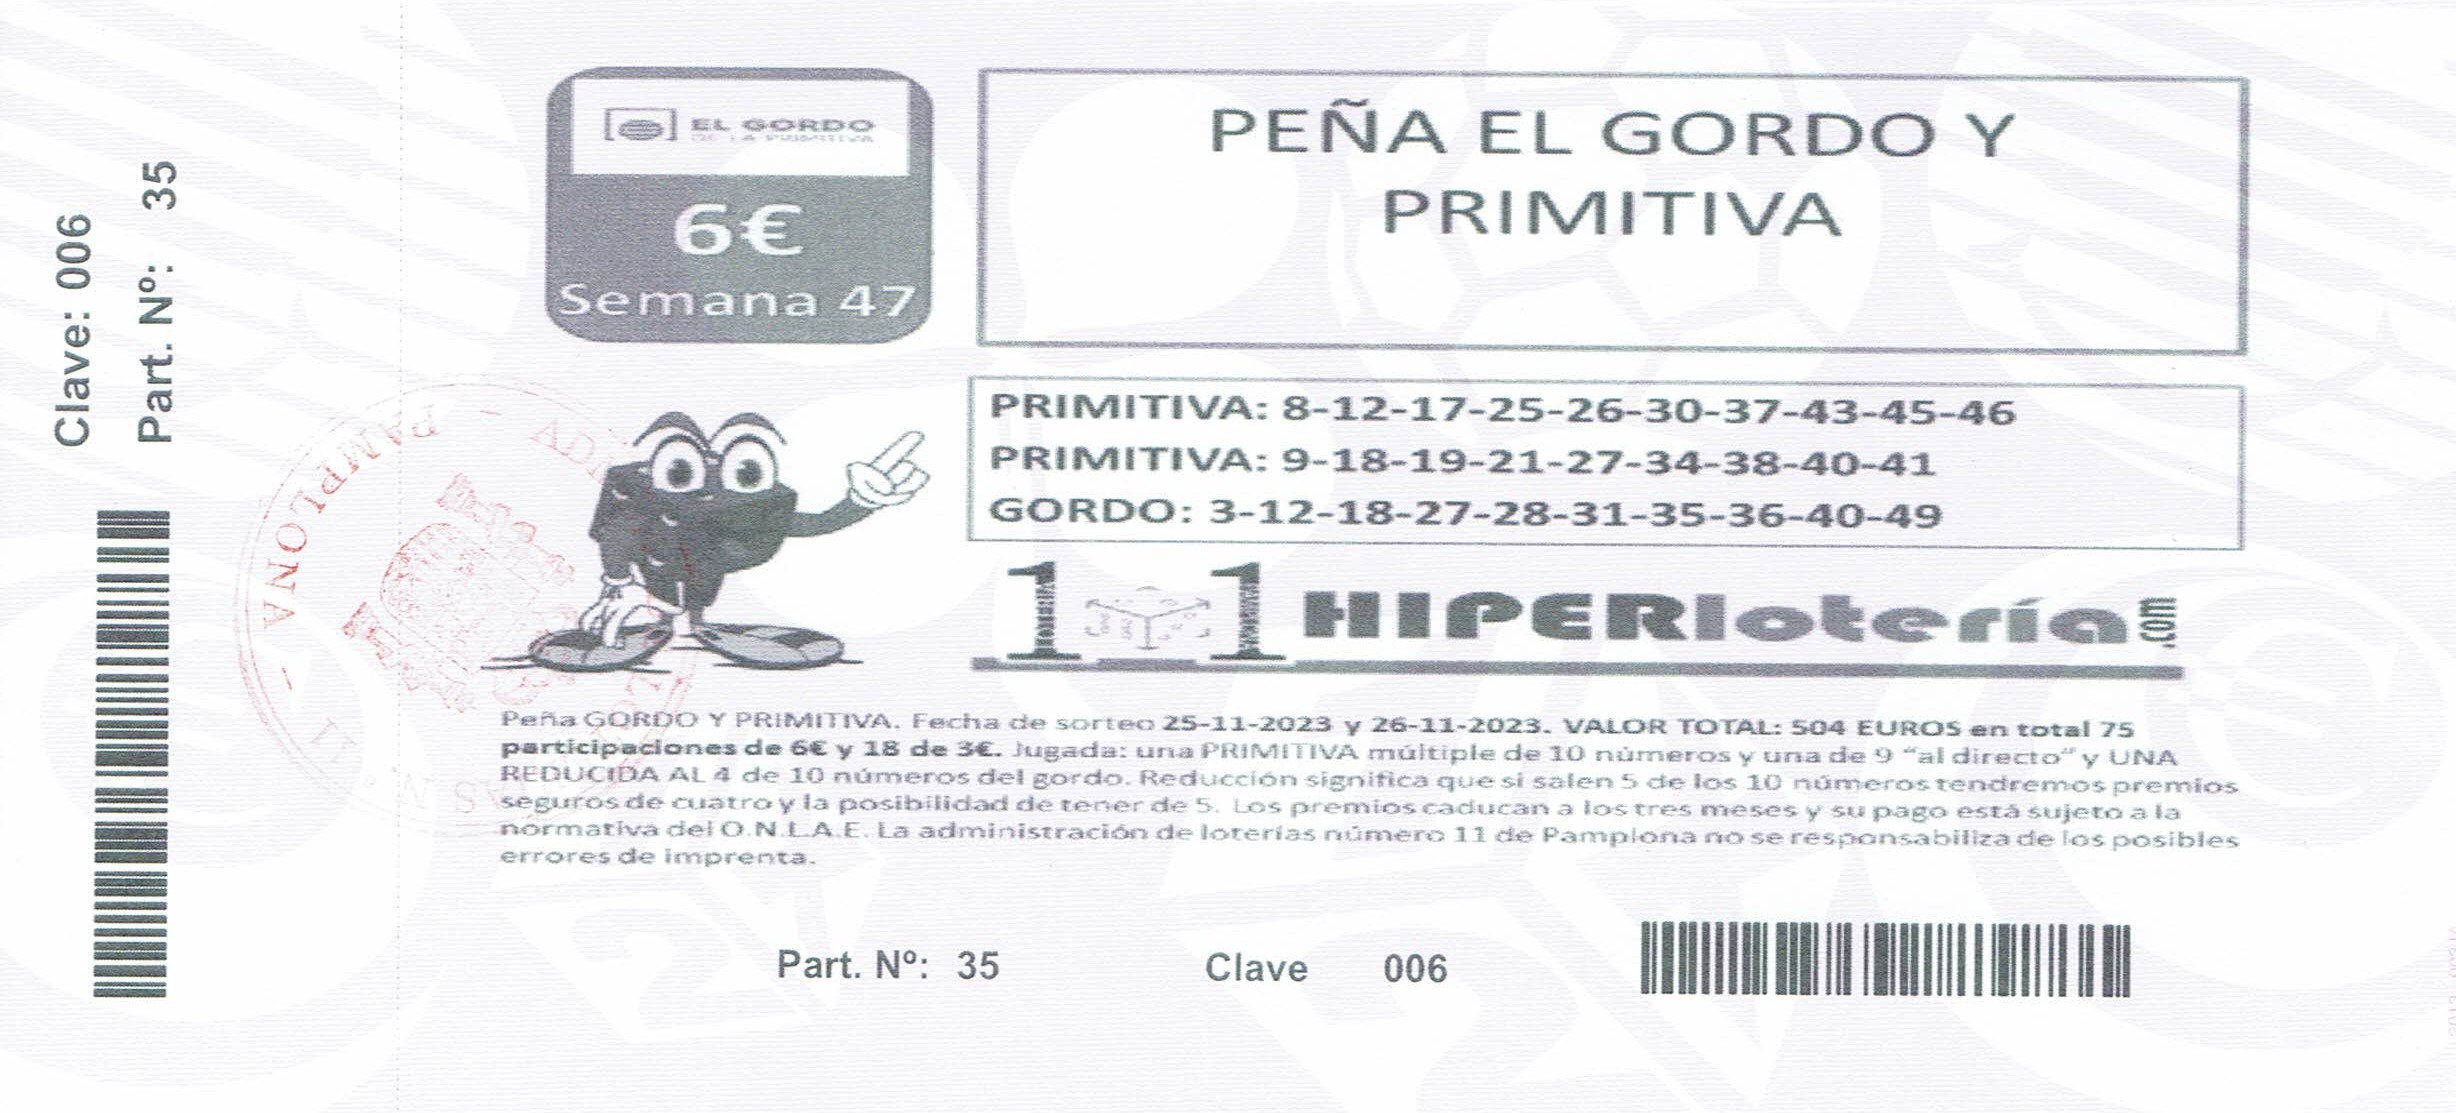 Clave: 006
Part. Nº: 35
EL GORDO
DE LA PRIMITIVA
6€
Semana 47
PEÑA EL GORDO Y
PRIMITIVA
PRIMITIVA: 8-12-17-25-26-30-37-43-45-46
PRIMITIVA: 9-18-19-21-27-34-38-40-41
GORDO: 3-12-18-27-28-31-35-36-40-49
1 1 HIPERlotería.com
PAMPLONA
Peña GORDO Y PRIMITIVA. Fecha de sorteo 25-11-2023 y 26-11-2023. VALOR TOTAL: 504 EUROS en total 75
participaciones de 6€ y 18 de 3€. Jugada: una PRIMITIVA múltiple de 10 números y una de 9 "al directo" y UNA
REDUCIDA AL 4 de 10 números del gordo. Reducción significa que si salen 5 de los 10 números tendremos premios
seguros de cuatro y la posibilidad de tener de 5. Los premios caducan a los tres meses y su pago está sujeto a la
normativa del O.N.L.A.E. La administración de loterías número 11 de Pamplona no se responsabiliza de los posibles
errores de imprenta.
Part. Nº: 35 Clave 006